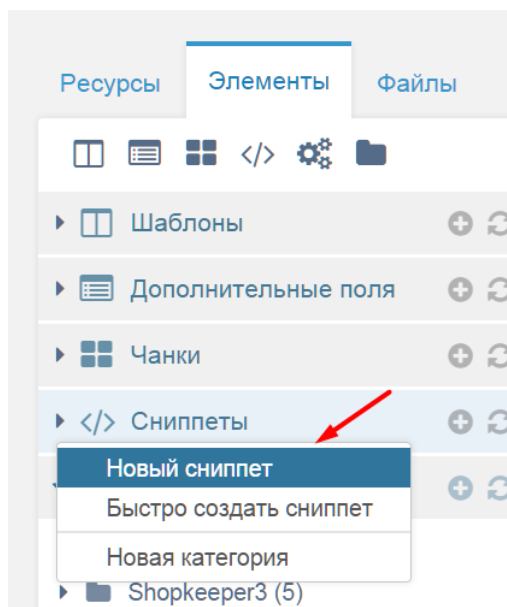 Ресурсы Элементы Файлы
Шаблоны
Дополнительные поля
Чанки
</> Сниппеты
Новый сниппет
Быстро создать сниппет
Новая категория
Shopkeeper3 (5)